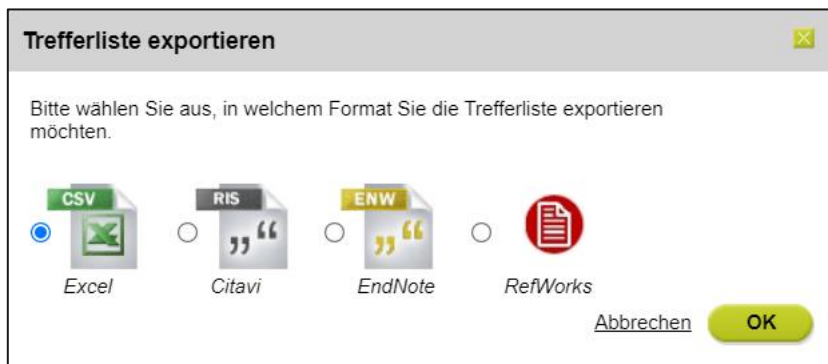 Trefferliste exportieren
Bitte wählen Sie aus, in welchem Format Sie die Trefferliste exportieren
möchten.
CSV RIS ENW
Excel Citavi EndNote RefWorks
Abbrechen OK